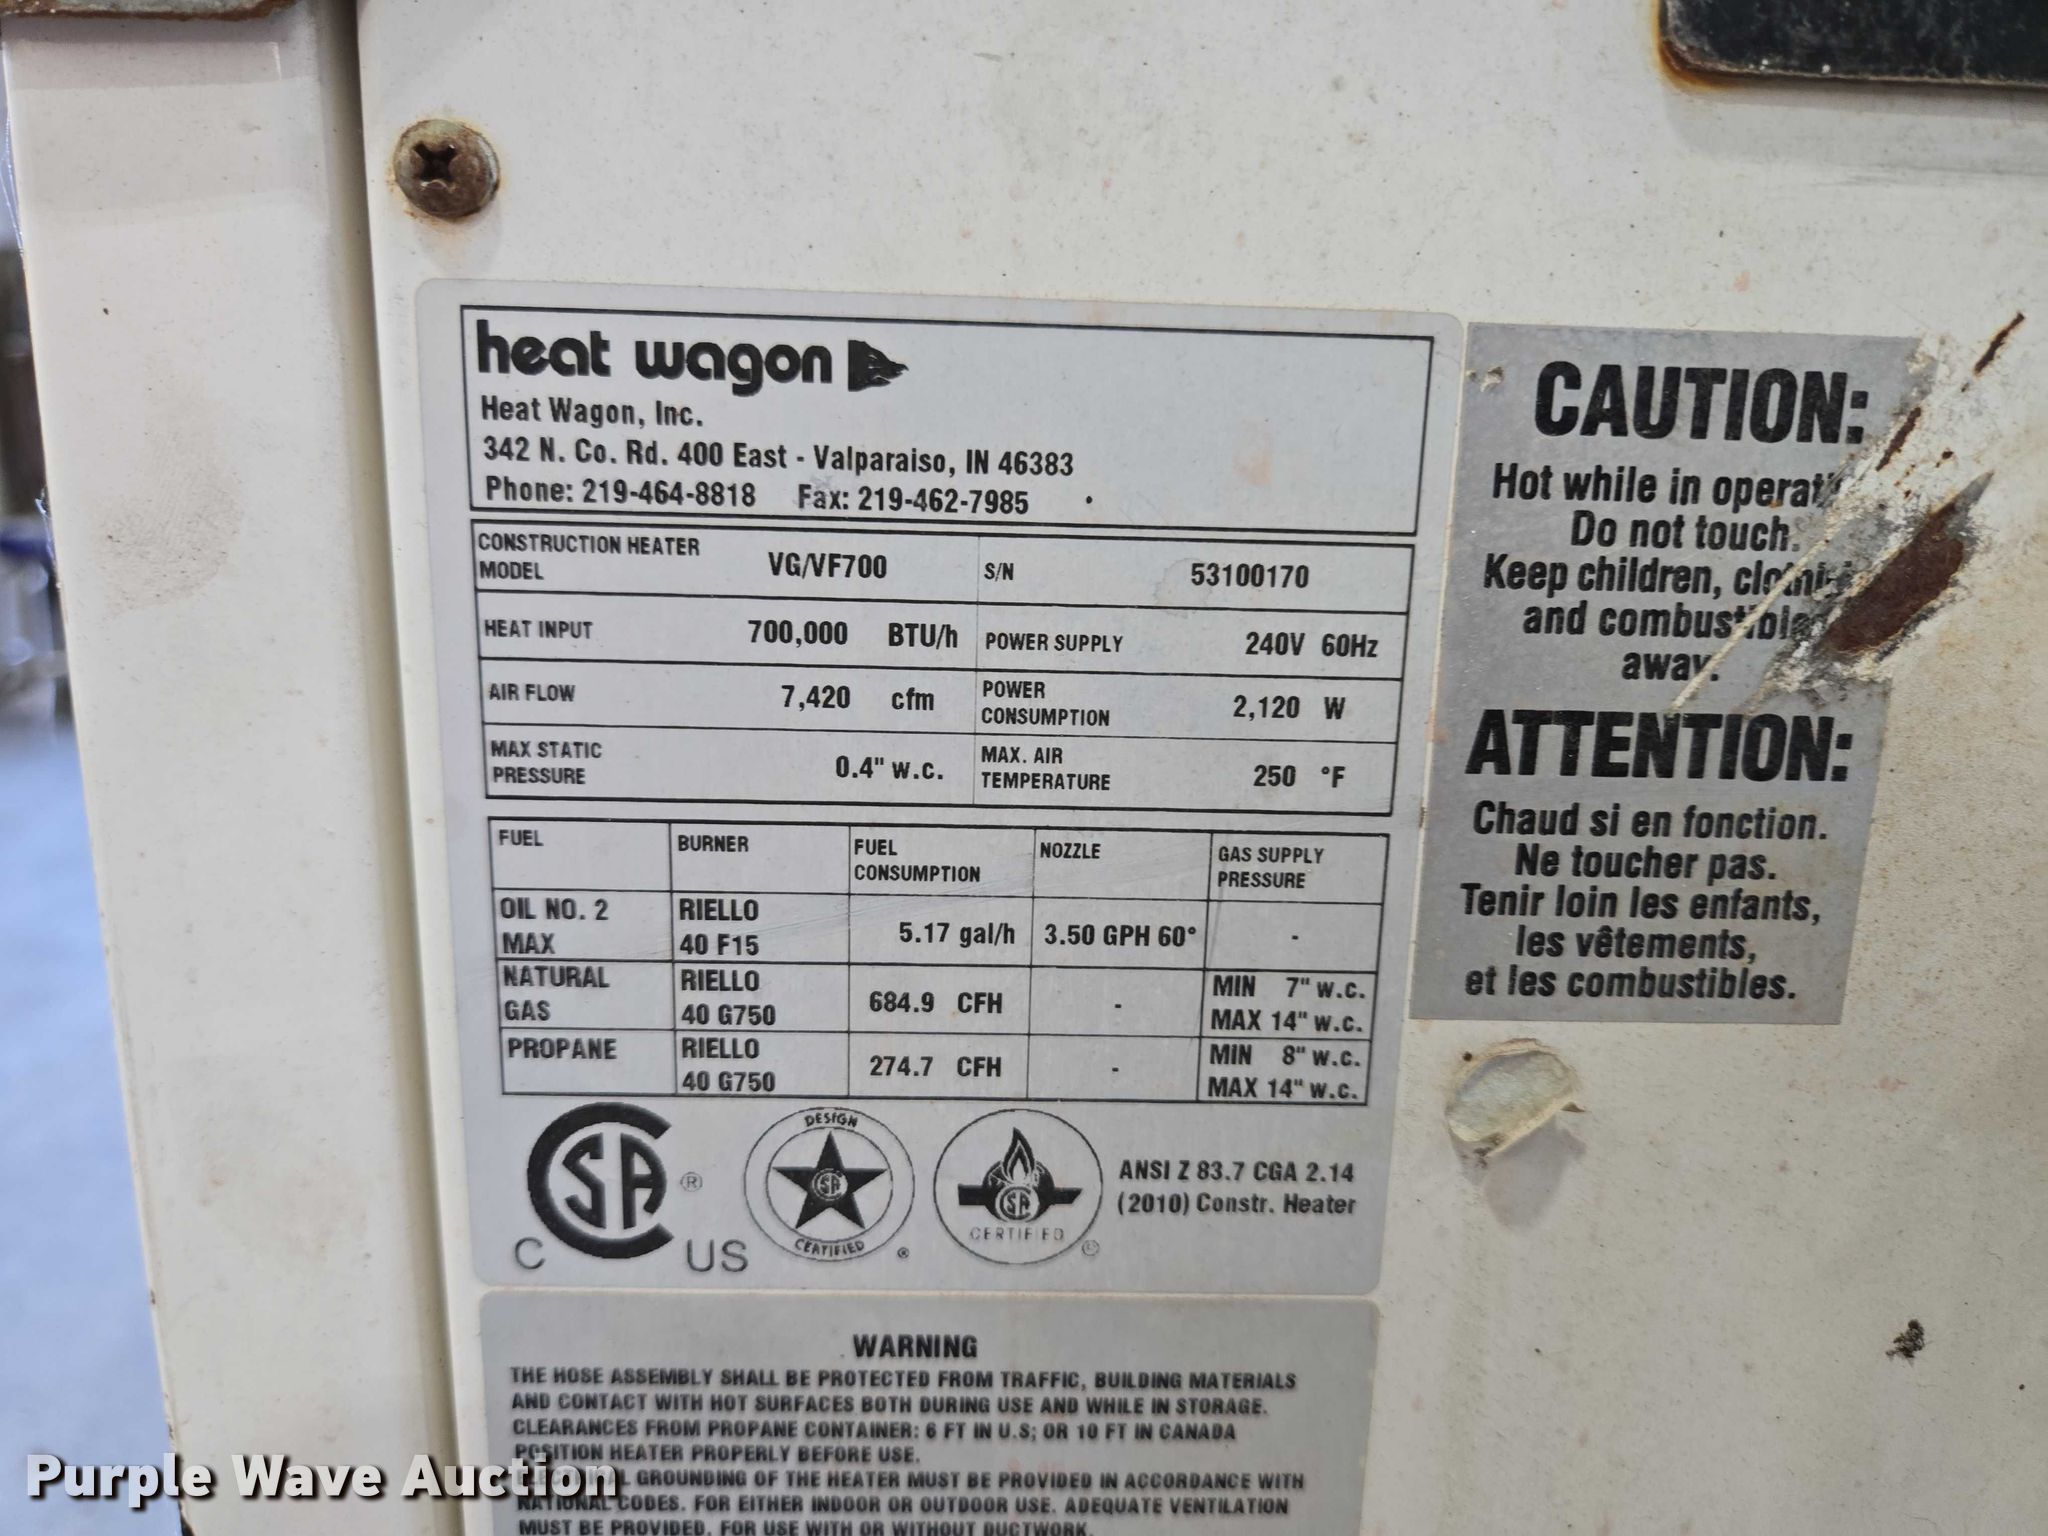 heat wagon
Heat Wagon, Inc.
342 N. Co. Rd. 400 East - Valparaiso, IN 46383
Phone: 219-464-8818 Fax: 219-462-7985
CONSTRUCTION HEATER MODEL VG/VF700 S/N 53100170
HEAT INPUT 700,000 BTU/h POWER SUPPLY 240V 60Hz
AIR FLOW 7,420 cfm POWER CONSUMPTION 2,120 W
MAX STATIC PRESSURE 0.4" w.c. MAX. AIR TEMPERATURE 250 °F
FUEL BURNER FUEL CONSUMPTION NOZZLE GAS SUPPLY PRESSURE
OIL NO. 2 MAX RIELLO 40 F15 5.17 gal/h 3.50 GPH 60° -
NATURAL GAS RIELLO 40 G750 684.9 CFH - MIN 7" w.c. MAX 14" w.c.
PROPANE RIELLO 40 G750 274.7 CFH - MIN 8" w.c. MAX 14" w.c.
CSA ® C US
DESIGN CSA CERTIFIED ®
CSA CERTIFIED ©
ANSI Z 83.7 CGA 2.14
(2010) Constr. Heater
WARNING
THE HOSE ASSEMBLY SHALL BE PROTECTED FROM TRAFFIC, BUILDING MATERIALS
AND CONTACT WITH HOT SURFACES BOTH DURING USE AND WHILE IN STORAGE.
CLEARANCES FROM PROPANE CONTAINER: 6 FT IN U.S; OR 10 FT IN CANADA
POSITION HEATER PROPERLY BEFORE USE.
GROUNDING OF THE HEATER MUST BE PROVIDED IN ACCORDANCE WITH
NATIONAL CODES. FOR EITHER INDOOR OR OUTDOOR USE. ADEQUATE VENTILATION
MUST BE PROVIDED. FOR USE WITH OR WITHOUT DUCTWORK.
CAUTION:
Hot while in
Do not touch.
Keep children,
and
away.
ATTENTION:
Chaud si en fonction.
Ne toucher pas.
Tenir loin les enfants,
les vêtements,
et les combustibles.
Purple Wave Auction